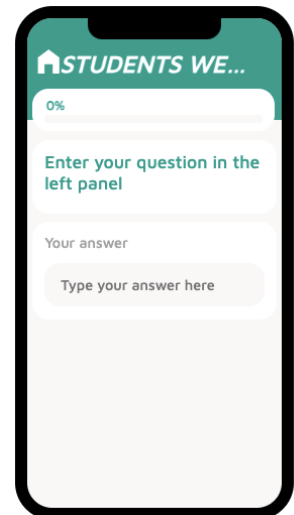 STUDENTS WE...
0%
Enter your question in the
left panel
Your answer
Type your answer here